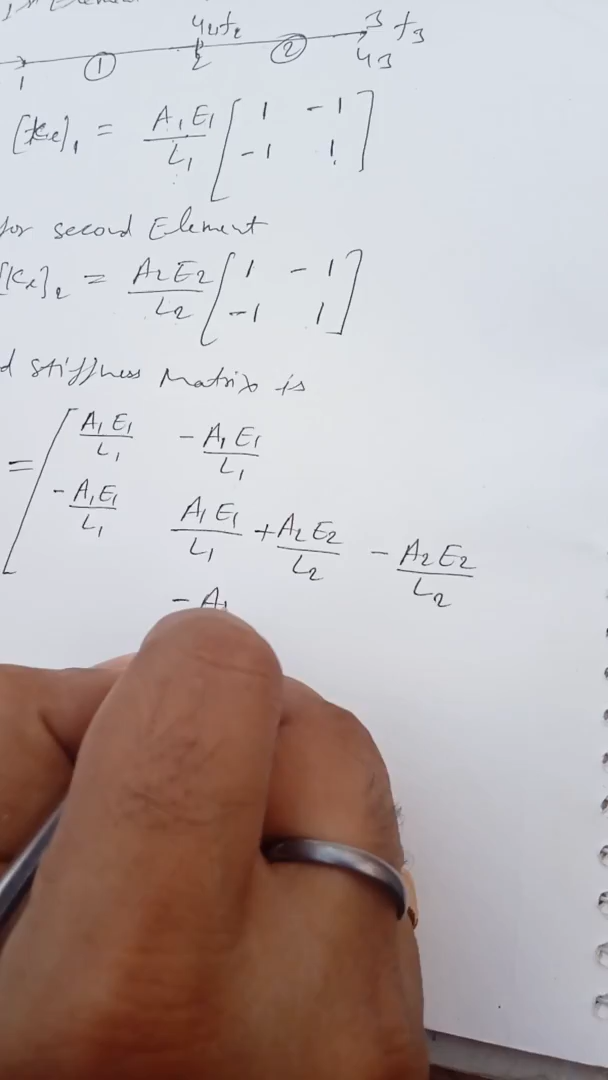 1st Element
u2, f2
1 ① 2 ② 3 f3
u3
[Ke]1 = A1E1/L1 [1 -1
-1 1]
for second Element
[Ke]2 = A2E2/L2 [1 -1
-1 1]
d stiffness Matrix is
= [A1E1/L1 -A1E1/L1
-A1E1/L1 A1E1/L1 + A2E2/L2 -A2E2/L2
-A